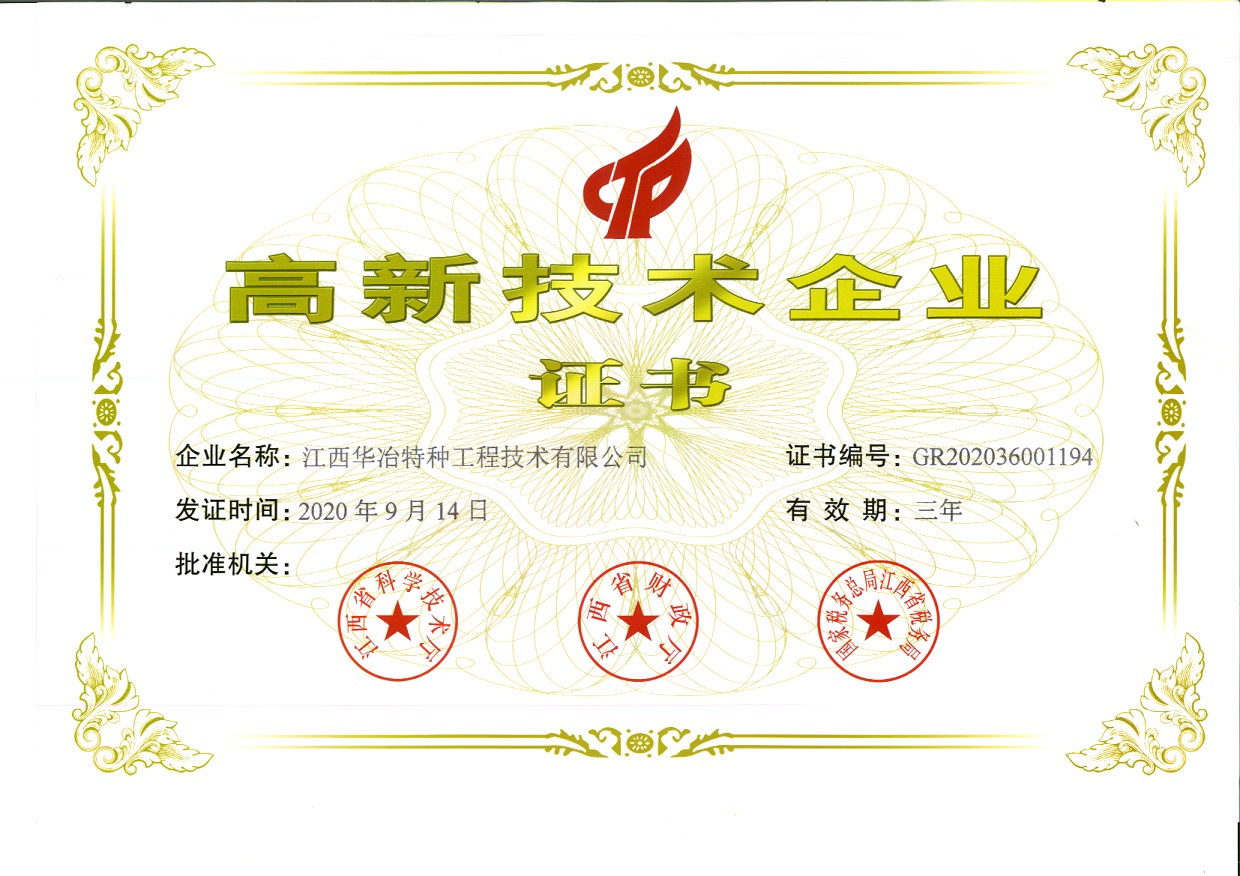 CTP
高新技术企业
证书
企业名称：江西华冶特种工程技术有限公司
证书编号：GR202036001194
发证时间：2020 年 9 月 14 日
有 效 期：三年
批准机关：
江西省科学技术厅
江西省财政厅
国家税务总局江西省税务局